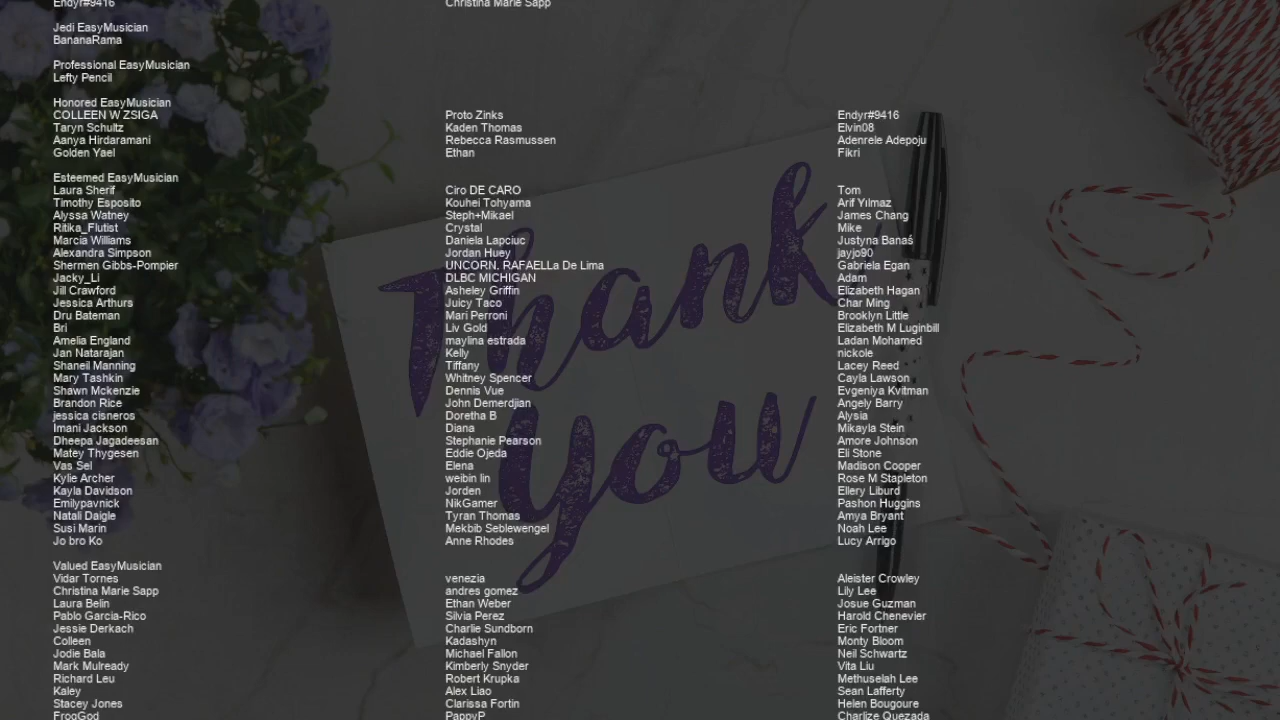 Endyr#9416 Christina Marie Sapp
Jedi EasyMusician
BananaRama
Professional EasyMusician
Lefty Pencil
Honored EasyMusician
COLLEEN W ZSIGA Proto Zinks Endyr#9416
Taryn Schultz Kaden Thomas Elvin08
Aanya Hirdaramani Rebecca Rasmussen Adenrele Adepoju
Golden Yael Ethan Fikri
Esteemed EasyMusician
Laura Sherif Ciro DE CARO Tom
Timothy Esposito Kouhei Tohyama Arif Yılmaz
Alyssa Watney Steph+Mikael James Chang
Ritika_Flutist Crystal Mike
Marcia Williams Daniela Lapciuc Justyna Banaś
Alexandra Simpson Jordan Huey jayjo90
Shermen Gibbs-Pompier UNCORN. RAFAELLa De Lima Gabriela Egan
Jacky_Li DLBC MICHIGAN Adam
Jill Crawford Asheley Griffin Elizabeth Hagan
Jessica Arthurs Juicy Taco Char Ming
Dru Bateman Mari Perroni Brooklyn Little
Bri Liv Gold Elizabeth M Luginbill
Amelia England maylina estrada Ladan Mohamed
Jan Natarajan Kelly nickole
Shaneil Manning Tiffany Lacey Reed
Mary Tashkin Whitney Spencer Cayla Lawson
Shawn Mckenzie Dennis Vue Evgeniya Kvitman
Brandon Rice John Demerdjian Angely Barry
jessica cisneros Doretha B Alysia
Imani Jackson Diana Mikayla Stein
Dheepa Jagadeesan Stephanie Pearson Amore Johnson
Matey Thygesen Eddie Ojeda Eli Stone
Vas Sel Elena Madison Cooper
Kylie Archer weibin lin Rose M Stapleton
Kayla Davidson Jorden Ellery Liburd
Emilypavnick NikGamer Pashon Huggins
Natali Daigle Tyran Thomas Amya Bryant
Susi Marin Mekbib Seblewengel Noah Lee
Jo bro Ko Anne Rhodes Lucy Arrigo
Valued EasyMusician
Vidar Tornes venezia Aleister Crowley
Christina Marie Sapp andres gomez Lily Lee
Laura Belin Ethan Weber Josue Guzman
Pablo Garcia-Rico Silvia Perez Harold Chenevier
Jessie Derkach Charlie Sundborn Eric Fortner
Colleen Kadashyn Monty Bloom
Jodie Bala Michael Fallon Neil Schwartz
Mark Mulready Kimberly Snyder Vita Liu
Richard Leu Robert Krupka Methuselah Lee
Kaley Alex Liao Sean Lafferty
Stacey Jones Clarissa Fortin Helen Bougoure
FrogGod PappyP Charlize Quezada
Thank
you